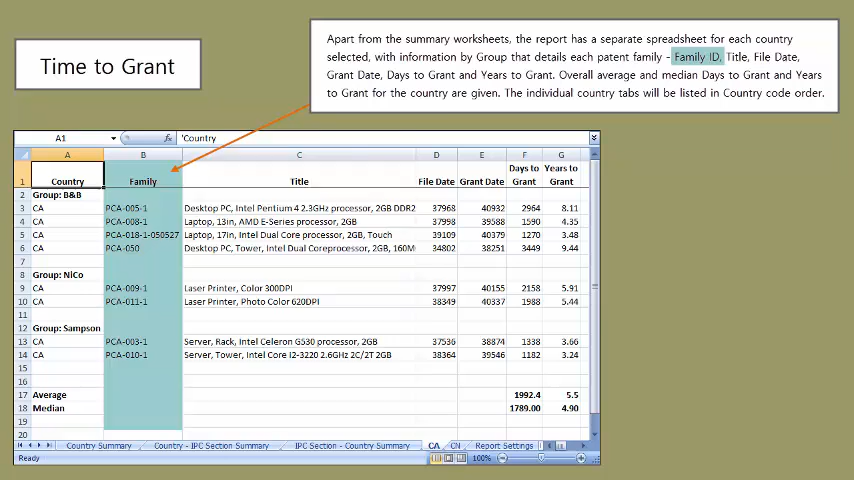 Time to Grant
Apart from the summary worksheets, the report has a separate spreadsheet for each country
selected, with information by Group that details each patent family - Family ID, Title, File Date,
Grant Date, Days to Grant and Years to Grant. Overall average and median Days to Grant and Years
to Grant for the country are given. The individual country tabs will be listed in Country code order.
A1 fx 'Country
A B C D E F G
1 Country Family Title File Date Grant Date Days to Grant Years to Grant
2 Group: B&B
3 CA PCA-005-1 Desktop PC, Intel Pentium 4 2.3GHz processor, 2GB DDR2 37968 40932 2964 8.11
4 CA PCA-008-1 Laptop, 13in, AMD E-Series processor, 2GB 37998 39588 1590 4.35
5 CA PCA-018-1-050527 Laptop, 17in, Intel Dual Core processor, 2GB, Touch 39109 40379 1270 3.48
6 CA PCA-050 Desktop PC, Tower, Intel Dual Coreprocessor, 2GB, 160M 34802 38251 3449 9.44
7
8 Group: NiCo
9 CA PCA-009-1 Laser Printer, Color 300DPI 37997 40155 2158 5.91
10 CA PCA-011-1 Laser Printer, Photo Color 620DPI 38349 40337 1988 5.44
11
12 Group: Sampson
13 CA PCA-003-1 Server, Rack, Intel Celeron G530 processor, 2GB 37536 38874 1338 3.66
14 CA PCA-010-1 Server, Tower, Intel Core I2-3220 2.6GHz 2C/2T 2GB 38364 39546 1182 3.24
15
16
17 Average 1992.4 5.5
18 Median 1789.00 4.90
19
20
Country Summary Country - IPC Section Summary IPC Section - Country Summary CA CN Report Settings
Ready 100%